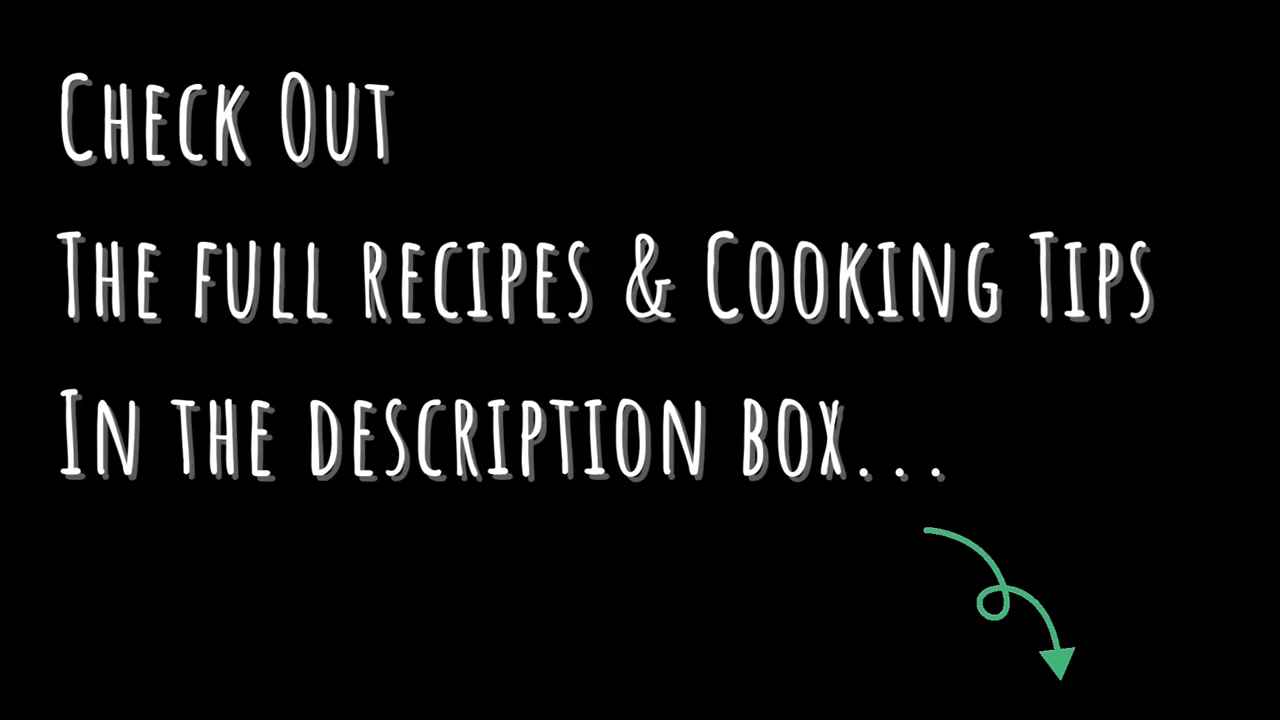 Check Out
The full recipes & Cooking Tips
In the description box...